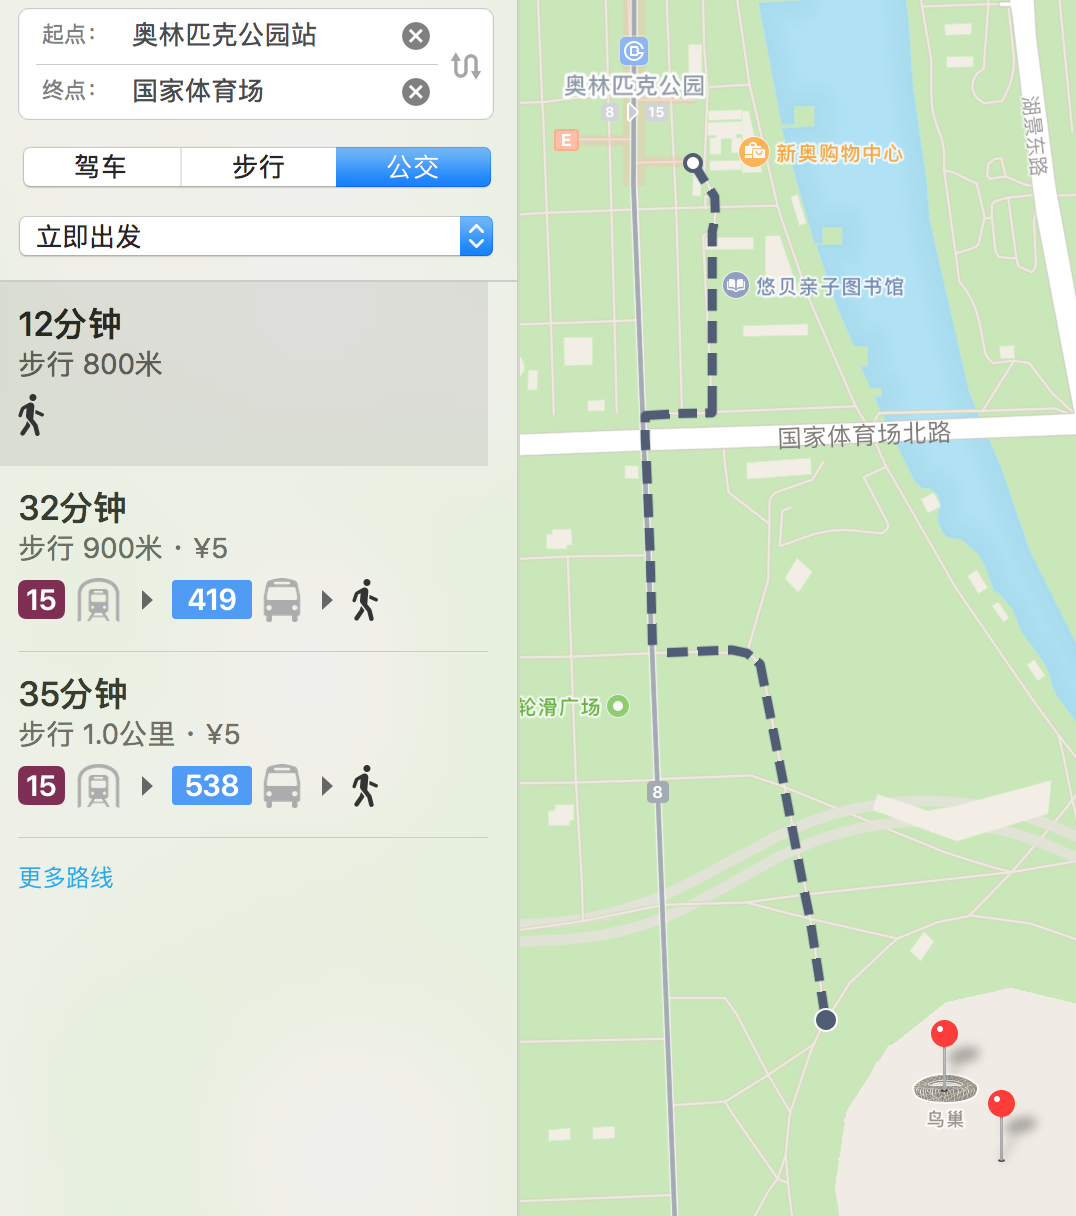 起点：
奥林匹克公园站
终点：
国家体育场
驾车
步行
公交
立即出发
12分钟
步行 800米
32分钟
步行 900米 · ¥5
15
419
35分钟
步行 1.0公里 · ¥5
15
538
更多路线
奥林匹克公园
8
15
E
新奥购物中心
湖景东路
悠贝亲子图书馆
国家体育场北路
轮滑广场
8
鸟巢